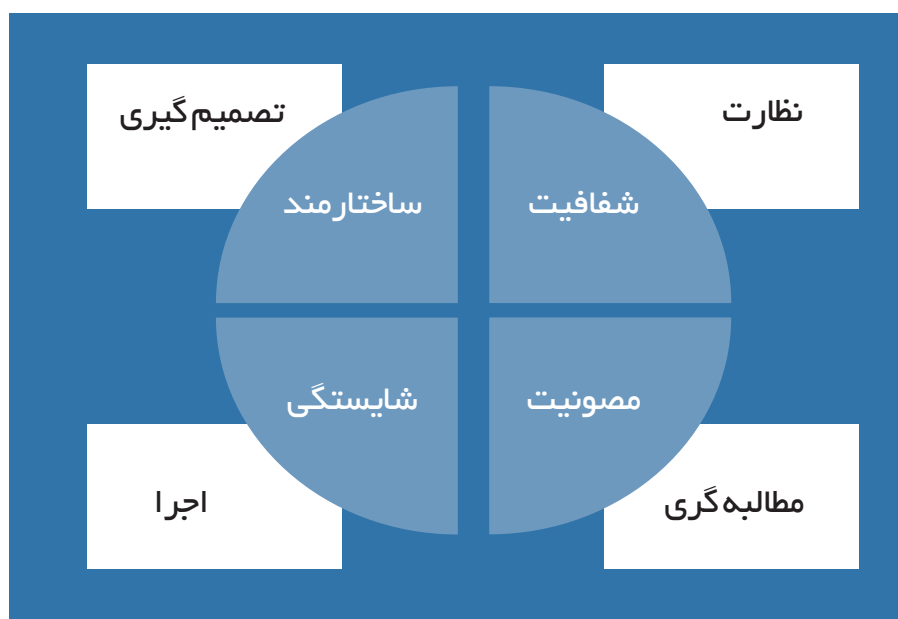 نظارت
تصمیم‌گیری
شفافیت
ساختارمند
مصونیت
شایستگی
مطالبه‌گری
اجرا